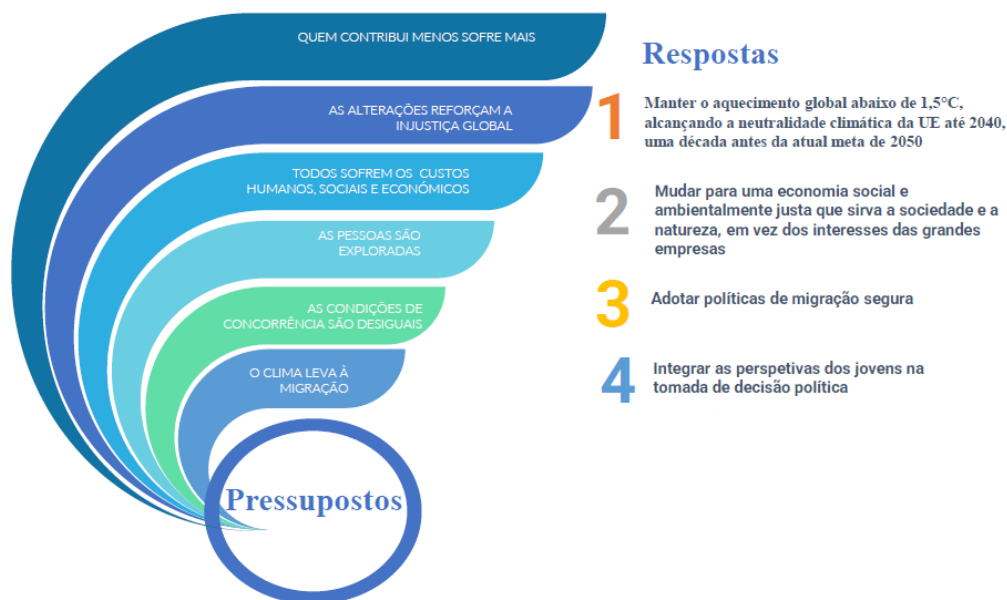 QUEM CONTRIBUI MENOS SOFRE MAIS
AS ALTERAÇÕES REFORÇAM A
INJUSTIÇA GLOBAL
TODOS SOFREM OS CUSTOS
HUMANOS, SOCIAIS E ECONÓMICOS
AS PESSOAS SÃO
EXPLORADAS
AS CONDIÇÕES DE
CONCORRÊNCIA SÃO DESIGUAIS
O CLIMA LEVA À
MIGRAÇÃO
Pressupostos
Respostas
1
Manter o aquecimento global abaixo de 1,5°C,
alcançando a neutralidade climática da UE até 2040,
uma década antes da atual meta de 2050
2
Mudar para uma economia social e
ambientalmente justa que sirva a sociedade e a
natureza, em vez dos interesses das grandes
empresas
3
Adotar políticas de migração segura
4
Integrar as perspetivas dos jovens na
tomada de decisão política